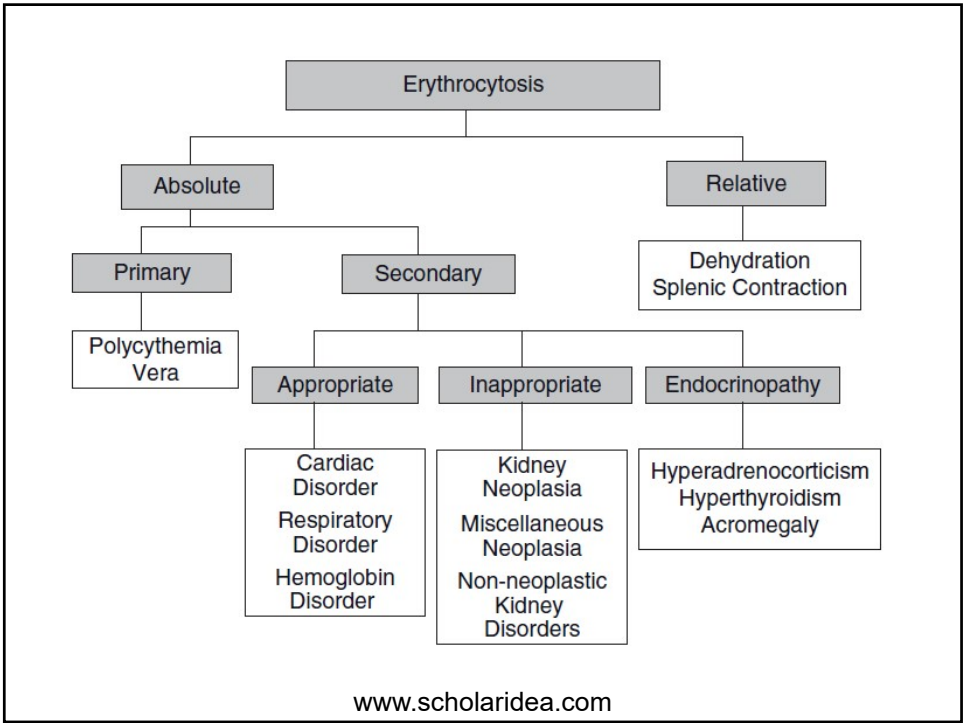 Erythrocytosis
Absolute
Relative
Primary
Secondary
Dehydration
Splenic Contraction
Polycythemia
Vera
Appropriate
Inappropriate
Endocrinopathy
Cardiac
Disorder
Respiratory
Disorder
Hemoglobin
Disorder
Kidney
Neoplasia
Miscellaneous
Neoplasia
Non-neoplastic
Kidney
Disorders
Hyperadrenocorticism
Hyperthyroidism
Acromegaly
www.scholaridea.com